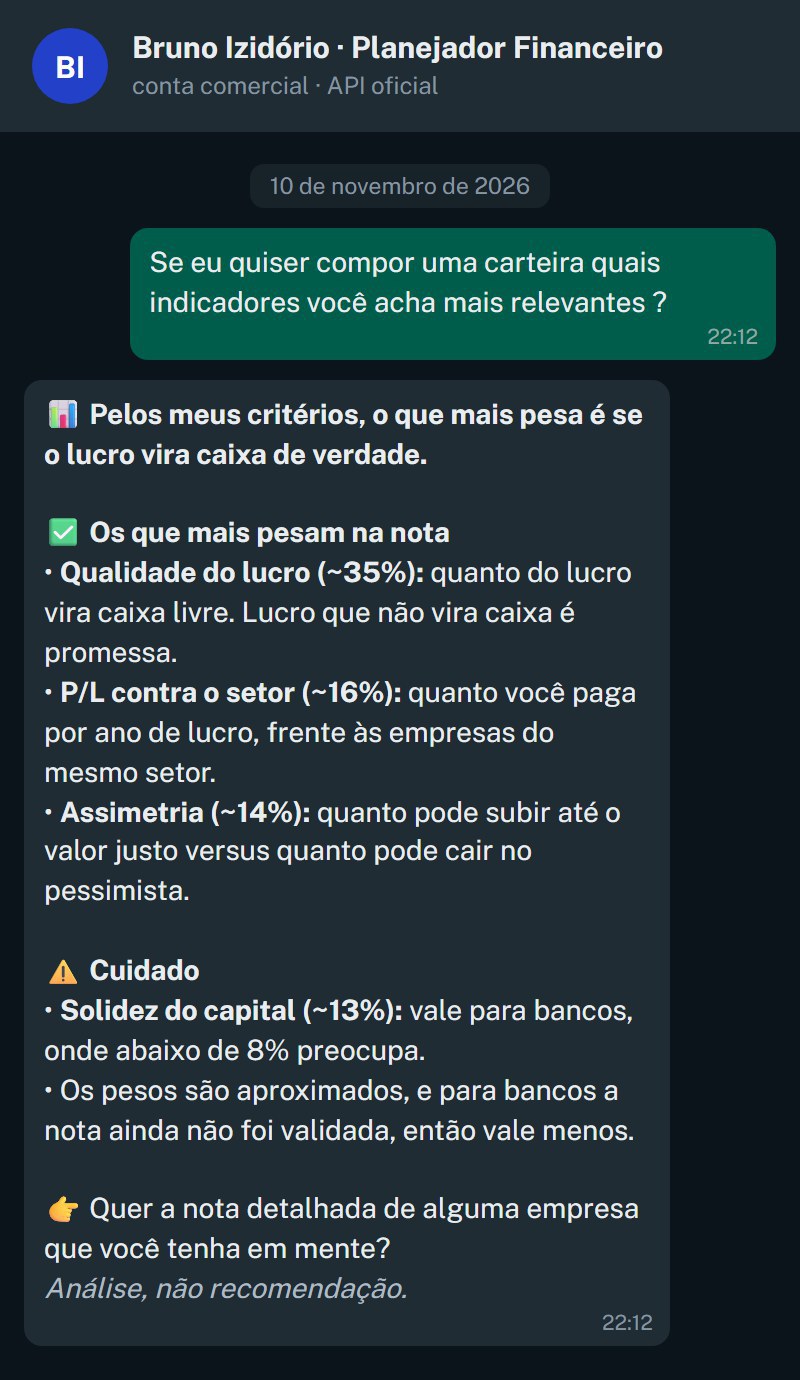 BI
Bruno Izidório · Planejador Financeiro
conta comercial · API oficial
10 de novembro de 2026
Se eu quiser compor uma carteira quais
indicadores você acha mais relevantes ?
22:12
📊 Pelos meus critérios, o que mais pesa é se
o lucro vira caixa de verdade.
✅ Os que mais pesam na nota
• Qualidade do lucro (~35%): quanto do lucro
vira caixa livre. Lucro que não vira caixa é
promessa.
• P/L contra o setor (~16%): quanto você paga
por ano de lucro, frente às empresas do
mesmo setor.
• Assimetria (~14%): quanto pode subir até o
valor justo versus quanto pode cair no
pessimista.
⚠️ Cuidado
• Solidez do capital (~13%): vale para bancos,
onde abaixo de 8% preocupa.
• Os pesos são aproximados, e para bancos a
nota ainda não foi validada, então vale menos.
👉 Quer a nota detalhada de alguma empresa
que você tenha em mente?
Análise, não recomendação.
22:12